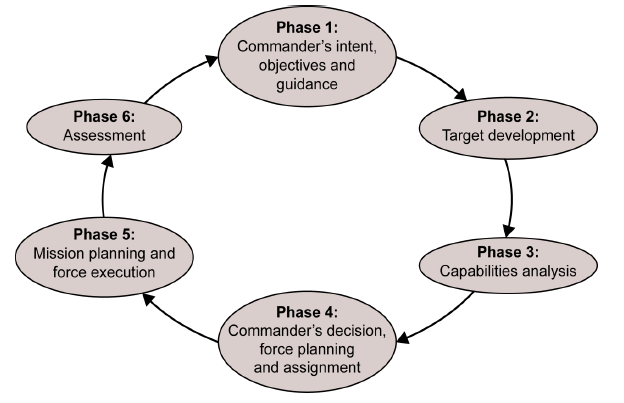 Phase 1:
Commander's intent,
objectives and
guidance
Phase 2:
Target development
Phase 3:
Capabilities analysis
Phase 4:
Commander's decision,
force planning
and assignment
Phase 5:
Mission planning and
force execution
Phase 6:
Assessment